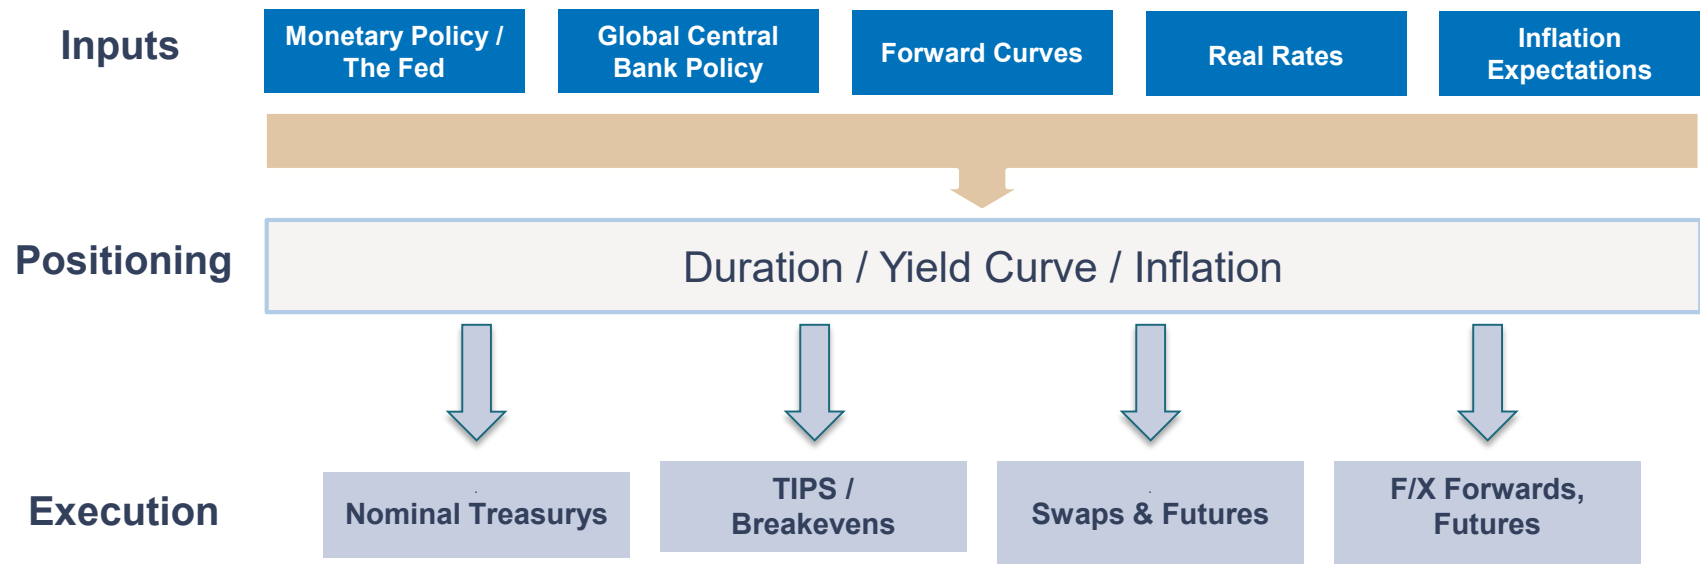 Inputs
Monetary Policy /
The Fed
Global Central
Bank Policy
Forward Curves
Real Rates
Inflation
Expectations
Positioning
Duration / Yield Curve / Inflation
Execution
Nominal Treasurys
TIPS /
Breakevens
Swaps & Futures
F/X Forwards,
Futures